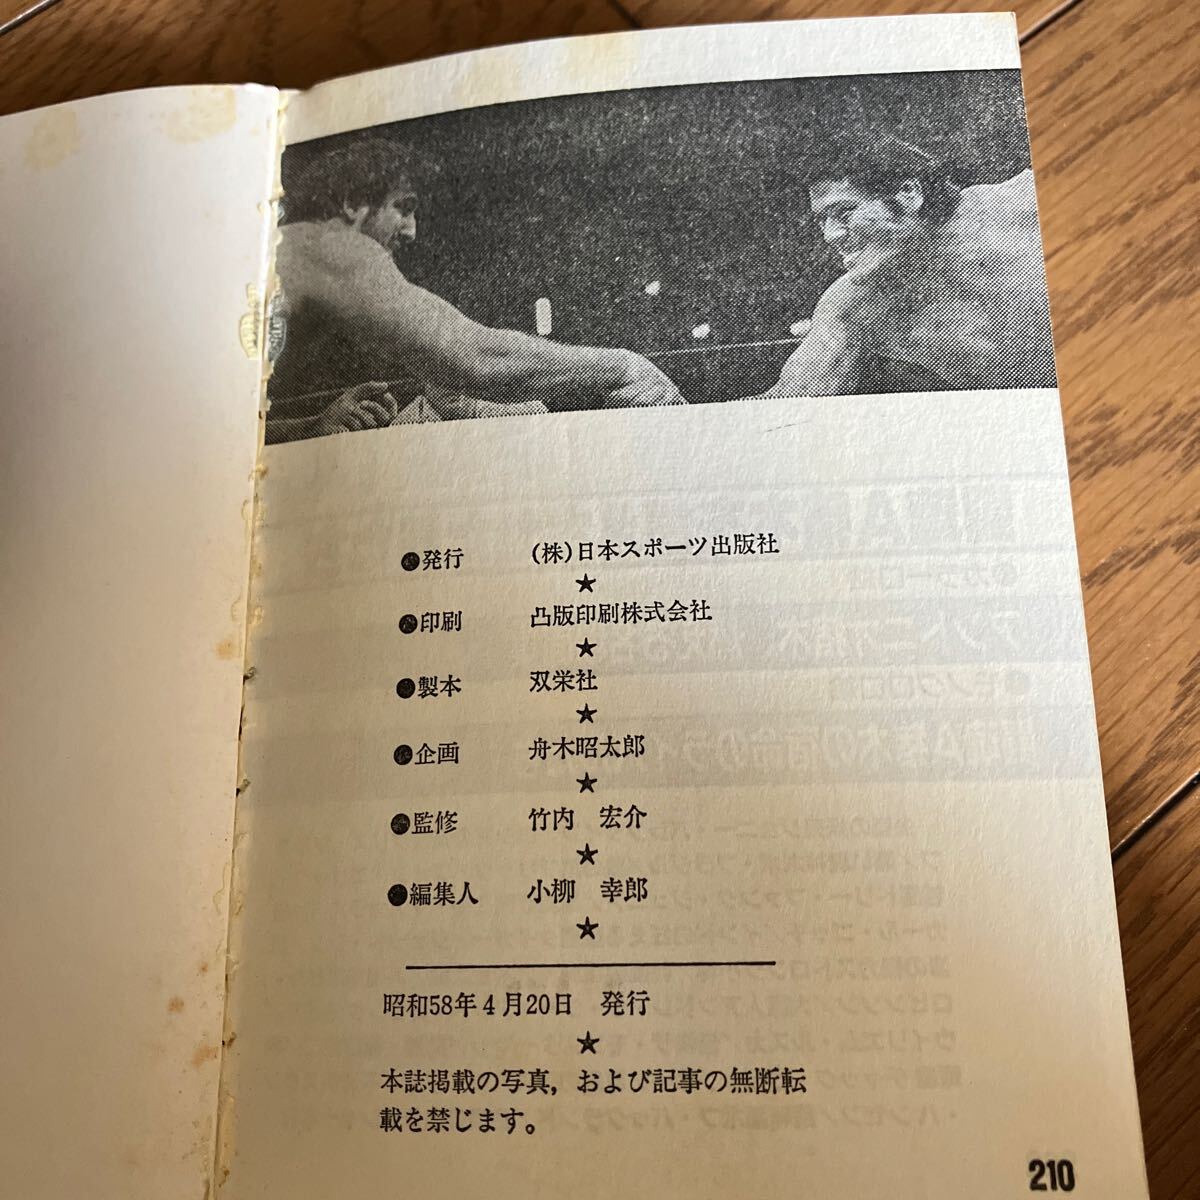 ●発行　(株)日本スポーツ出版社
★
●印刷　凸版印刷株式会社
★
●製本　双栄社
★
●企画　舟木昭太郎
★
●監修　竹内　宏介
★
●編集人　小柳　幸郎
★
昭和58年4月20日　発行
★
本誌掲載の写真，および記事の無断転
載を禁じます。
210